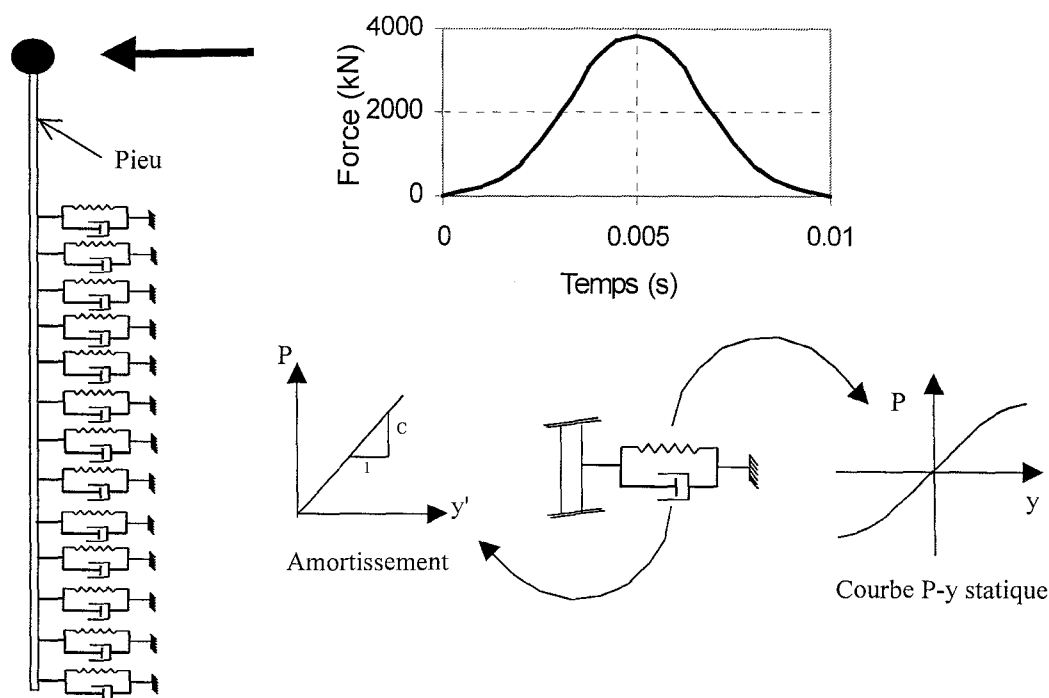 Pieu
Force (kN)
4000
2000
0
0
0.005
0.01
Temps (s)
P
C
1
y'
Amortissement
P
y
Courbe P-y statique